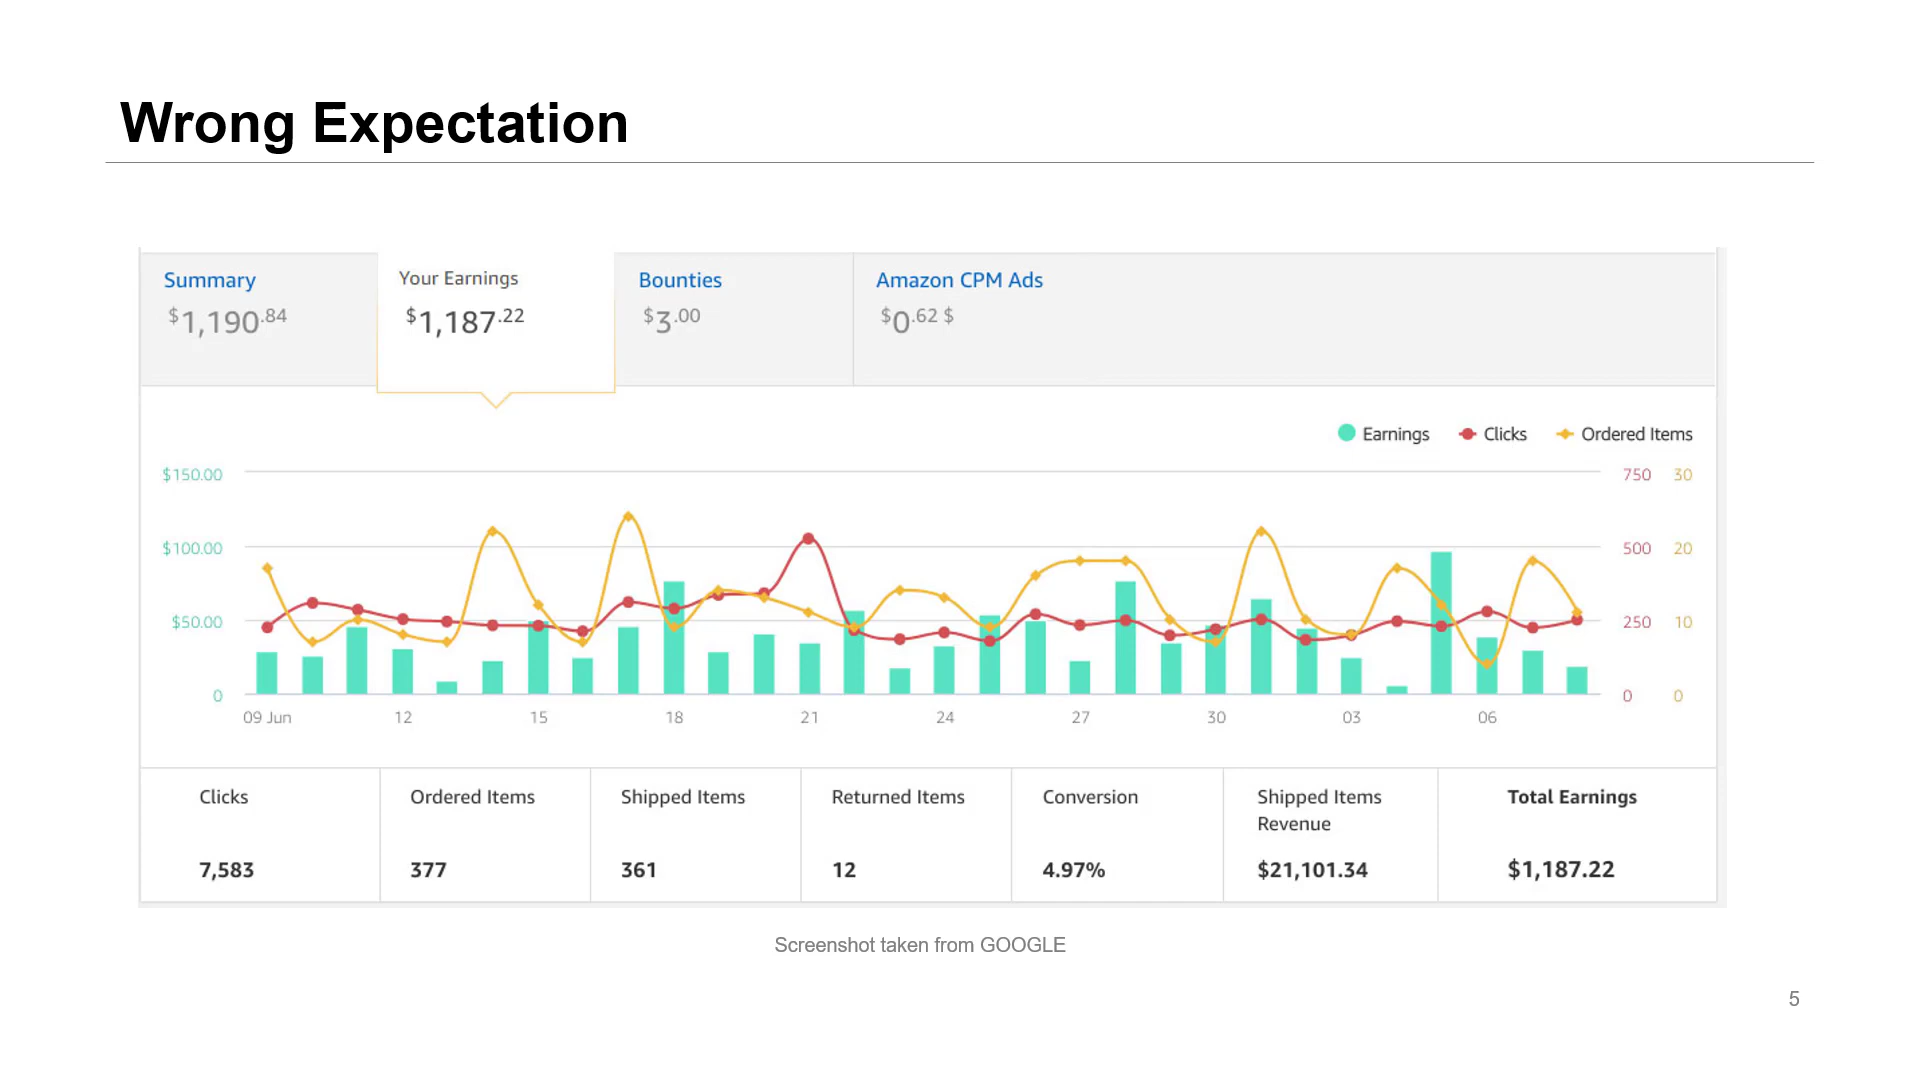 Wrong Expectation
Summary
$1,190.84
Your Earnings
$1,187.22
Bounties
$3.00
Amazon CPM Ads
$0.62 $
Earnings Clicks Ordered Items
$150.00 750 30
$100.00 500 20
$50.00 250 10
0 0 0
09 Jun 12 15 18 21 24 27 30 03 06
Clicks
7,583
Ordered Items
377
Shipped Items
361
Returned Items
12
Conversion
4.97%
Shipped Items
Revenue
$21,101.34
Total Earnings
$1,187.22
Screenshot taken from GOOGLE
5